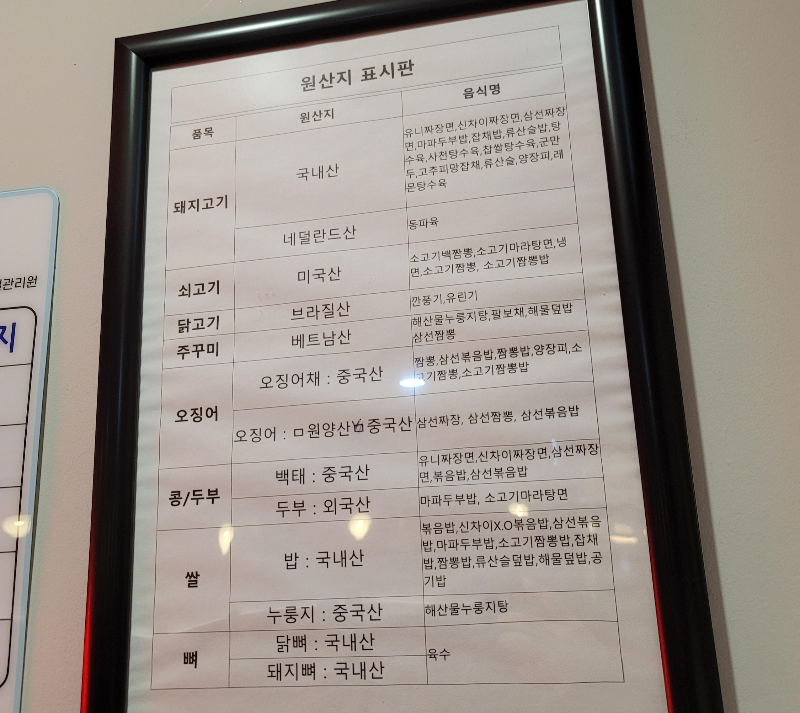 원산지 표시판
품목 원산지 음식명
돼지고기
국내산
유니짜장면,신차이짜장면,삼선짜장
면,마파두부밥,잡채밥,류산슬밥,탕
수육,사천탕수육,찹쌀탕수육,군만
두,고추피망잡채,류산슬,양장피,레
몬탕수육
네덜란드산
동파육
쇠고기
미국산
소고기백짬뽕,소고기마라탕면,냉
면,소고기짬뽕, 소고기짬뽕밥
닭고기
브라질산
깐풍기,유린기
주꾸미
베트남산
해산물누룽지탕,팔보채,해물덮밥
삼선짬뽕
오징어
오징어채 : 중국산
짬뽕,삼선볶음밥,짬뽕밥,양장피,소
고기짬뽕,소고기짬뽕밥
오징어 : ㅁ원양산 중국산
삼선짜장, 삼선짬뽕, 삼선볶음밥
콩/두부
백태 : 중국산
유니짜장면,신차이짜장면,삼선짜장
면,볶음밥,삼선볶음밥
두부 : 외국산
마파두부밥, 소고기마라탕면
쌀
밥 : 국내산
볶음밥,신차이X.O볶음밥,삼선볶음
밥,마파두부밥,소고기짬뽕밥,잡채
밥,짬뽕밥,류산슬덮밥,해물덮밥,공
기밥
누룽지 : 중국산
해산물누룽지탕
뼈
닭뼈 : 국내산
육수
돼지뼈 : 국내산
관리원
지